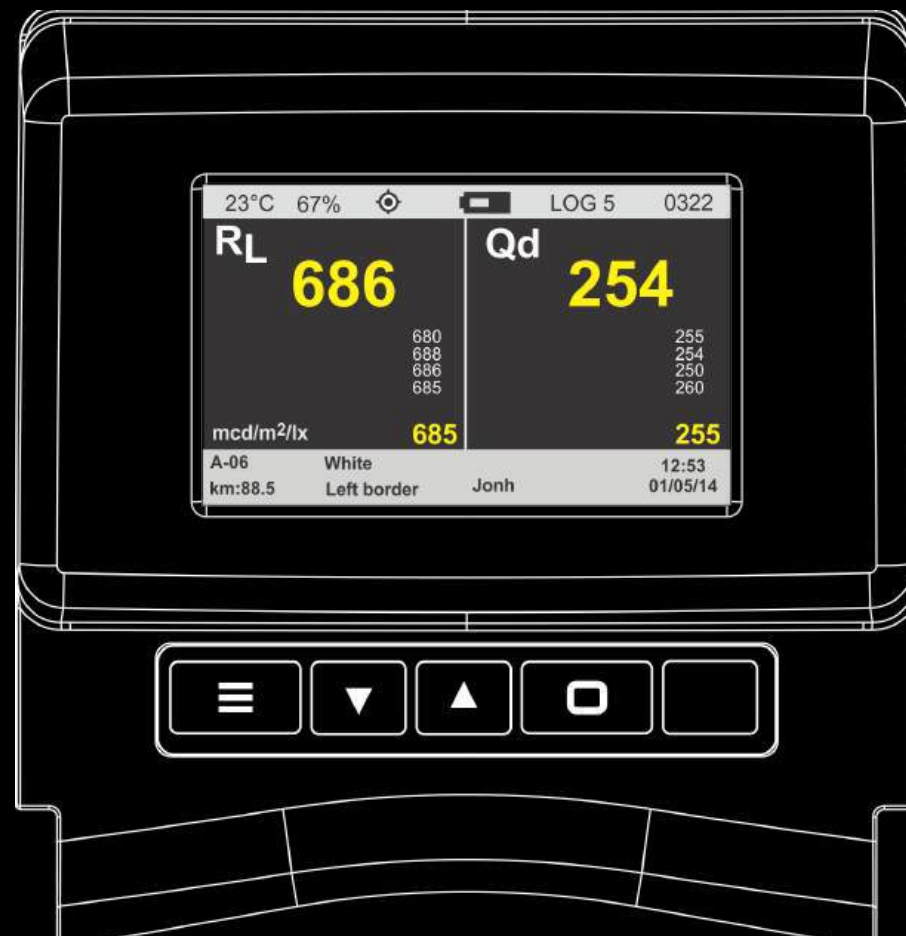 23°C 67% LOG 5 0322
RL Qd
686 254
680 255
688 254
686 250
685 260
mcd/m²/lx 685 255
A-06 White 12:53
km:88.5 Left border Jonh 01/05/14